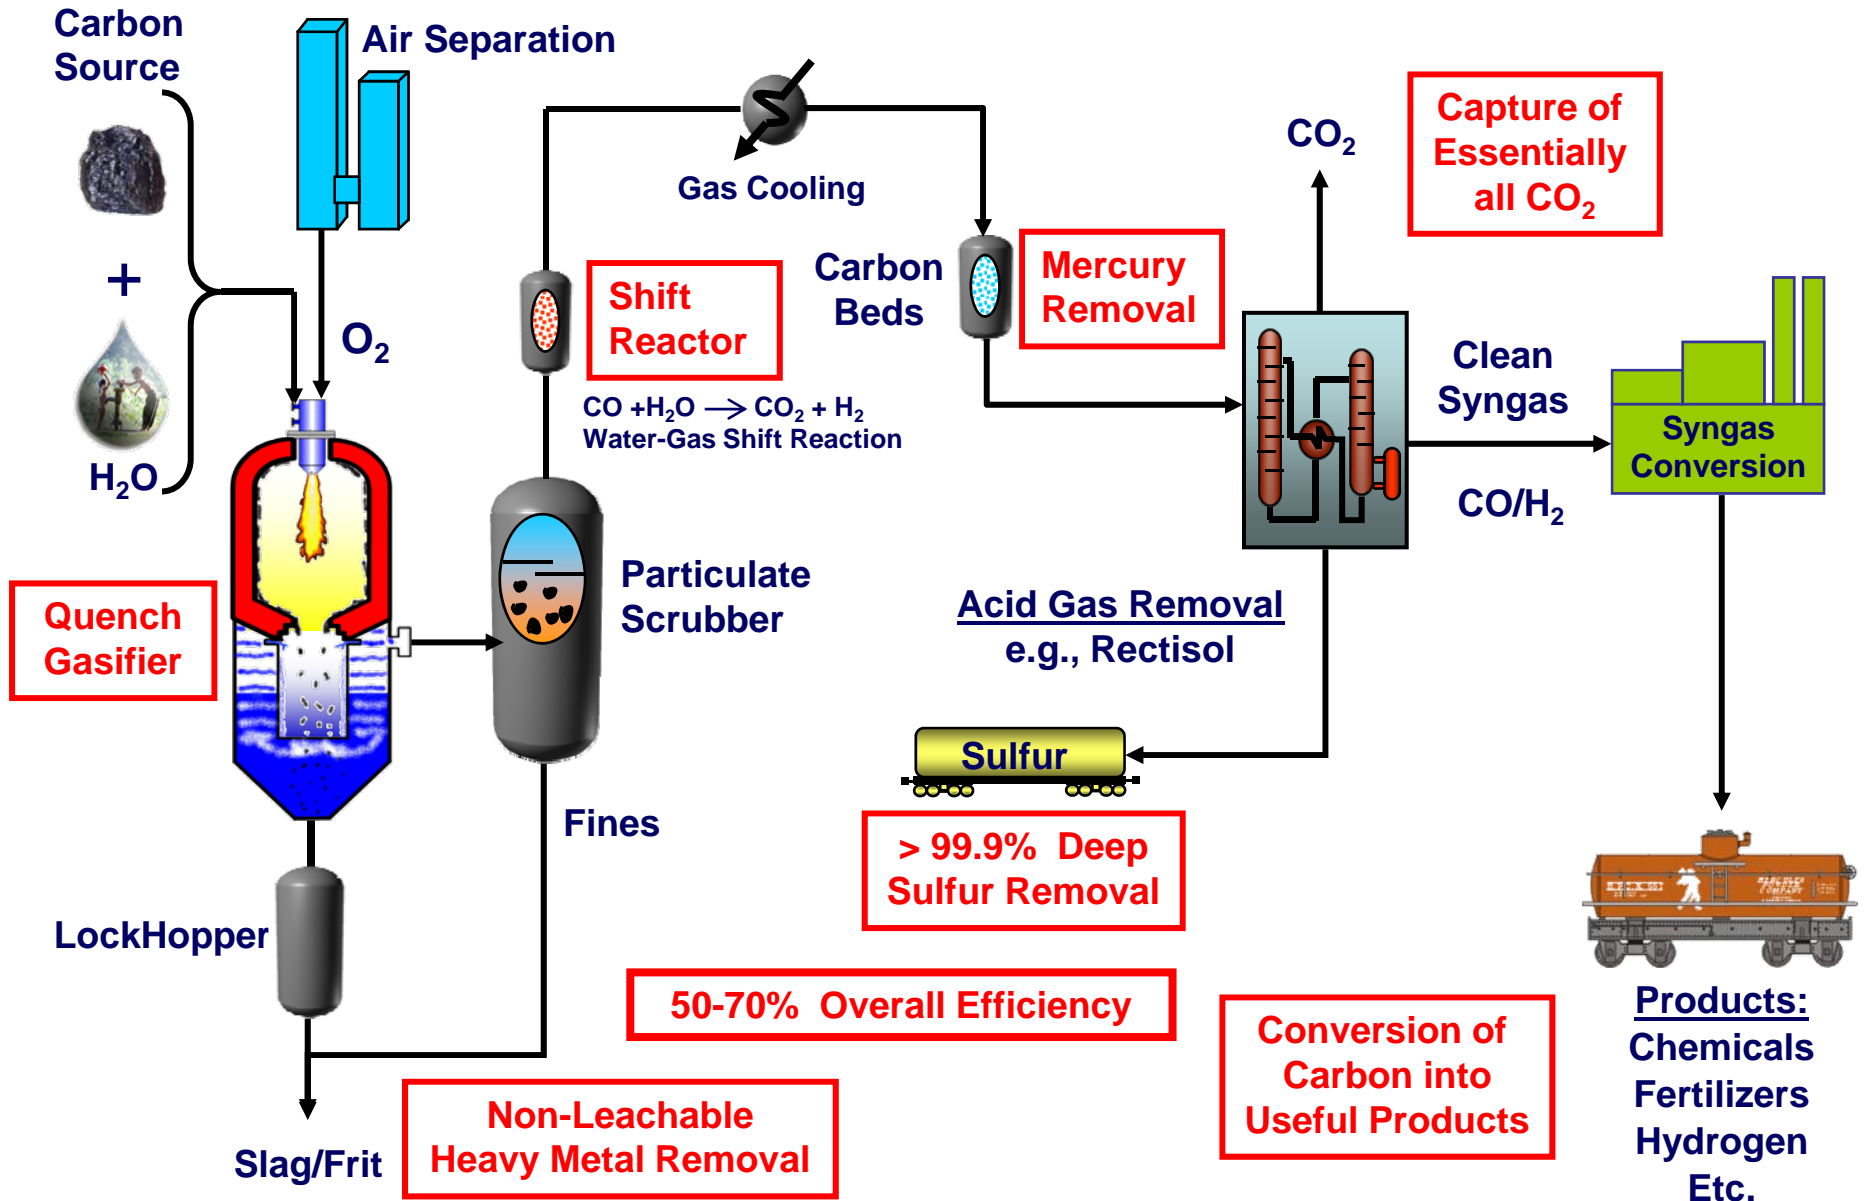 Carbon
Source
Air Separation
+
H₂O
O₂
Gas Cooling
CO₂
Capture of
Essentially
all CO₂
Shift
Reactor
CO +H₂O → CO₂ + H₂
Water-Gas Shift Reaction
Carbon
Beds
Mercury
Removal
Clean
Syngas
CO/H₂
Syngas
Conversion
Quench
Gasifier
Particulate
Scrubber
Acid Gas Removal
e.g., Rectisol
Sulfur
> 99.9% Deep
Sulfur Removal
Fines
LockHopper
50-70% Overall Efficiency
Slag/Frit
Non-Leachable
Heavy Metal Removal
Conversion of
Carbon into
Useful Products
Products:
Chemicals
Fertilizers
Hydrogen
Etc.